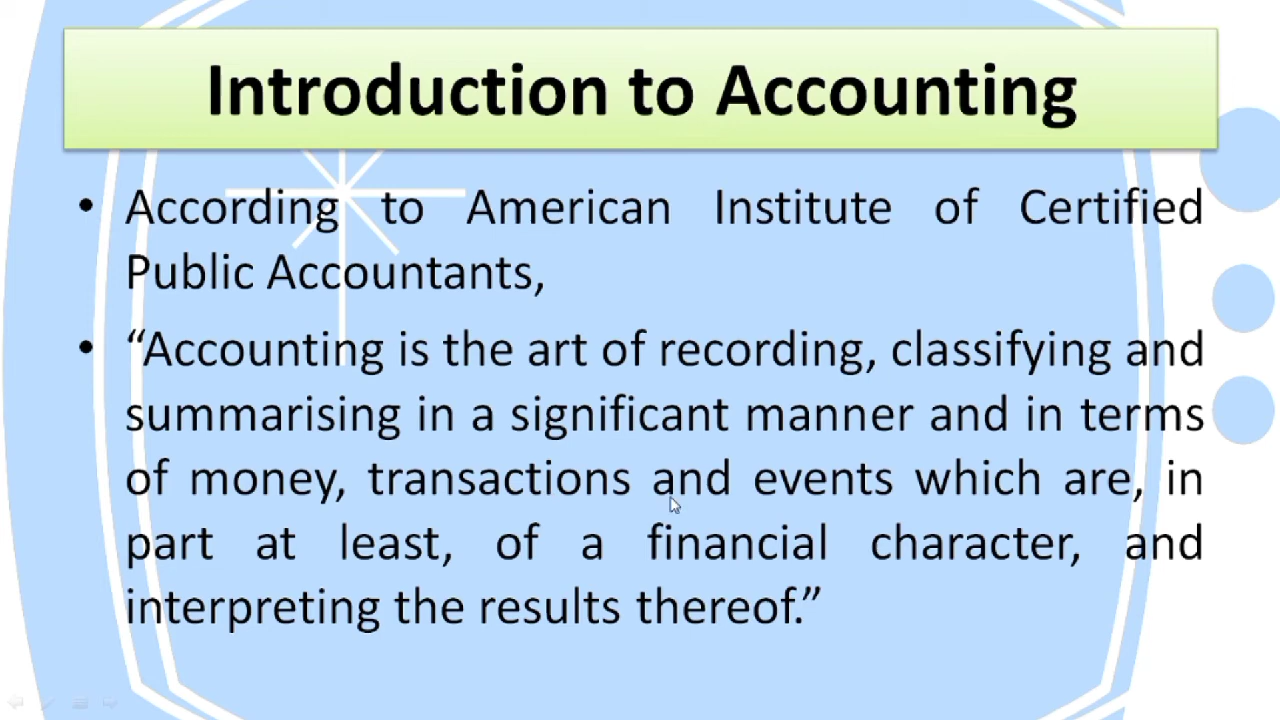 Introduction to Accounting
• According to American Institute of Certified
Public Accountants,
• “Accounting is the art of recording, classifying and
summarising in a significant manner and in terms
of money, transactions and events which are, in
part at least, of a financial character, and
interpreting the results thereof.”